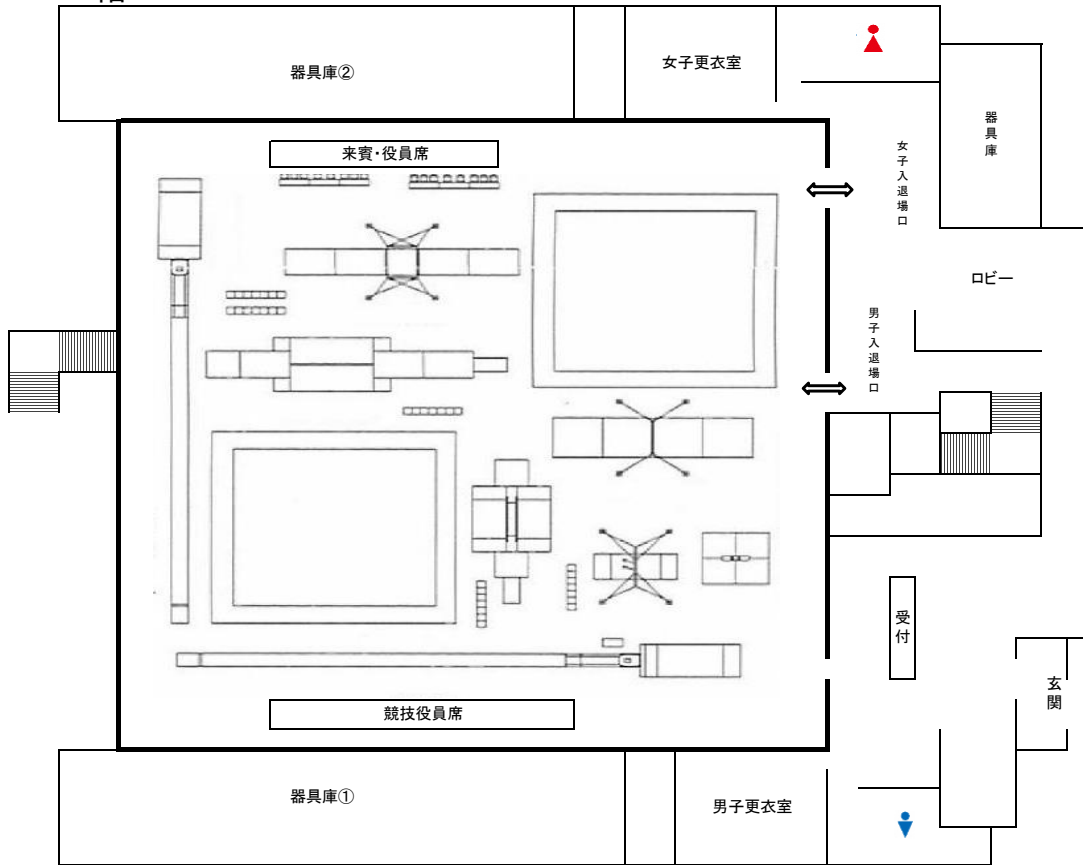 器具庫②
女子更衣室
器具庫
来賓・役員席
女子入退場口
ロビー
男子入退場口
受付
玄関
競技役員席
器具庫①
男子更衣室